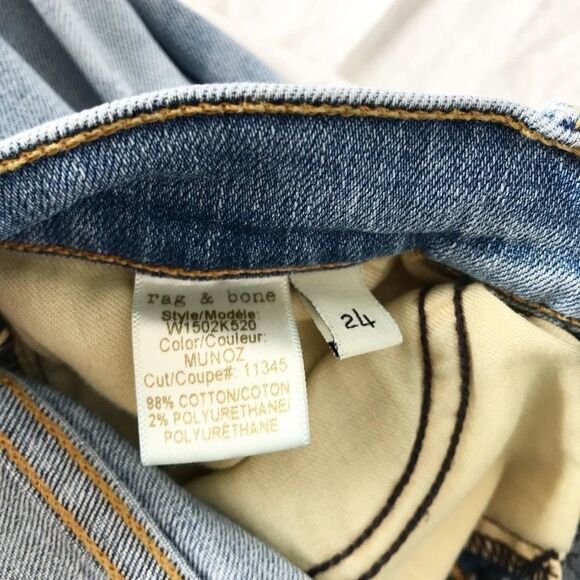 rag & bone
Style/Modèle:
W1502K520
Color/Couleur:
MUNOZ
Cut/Coupe#: 11345
98% COTTON/COTON
2% POLYURETHANE/
POLYURETHANE
24